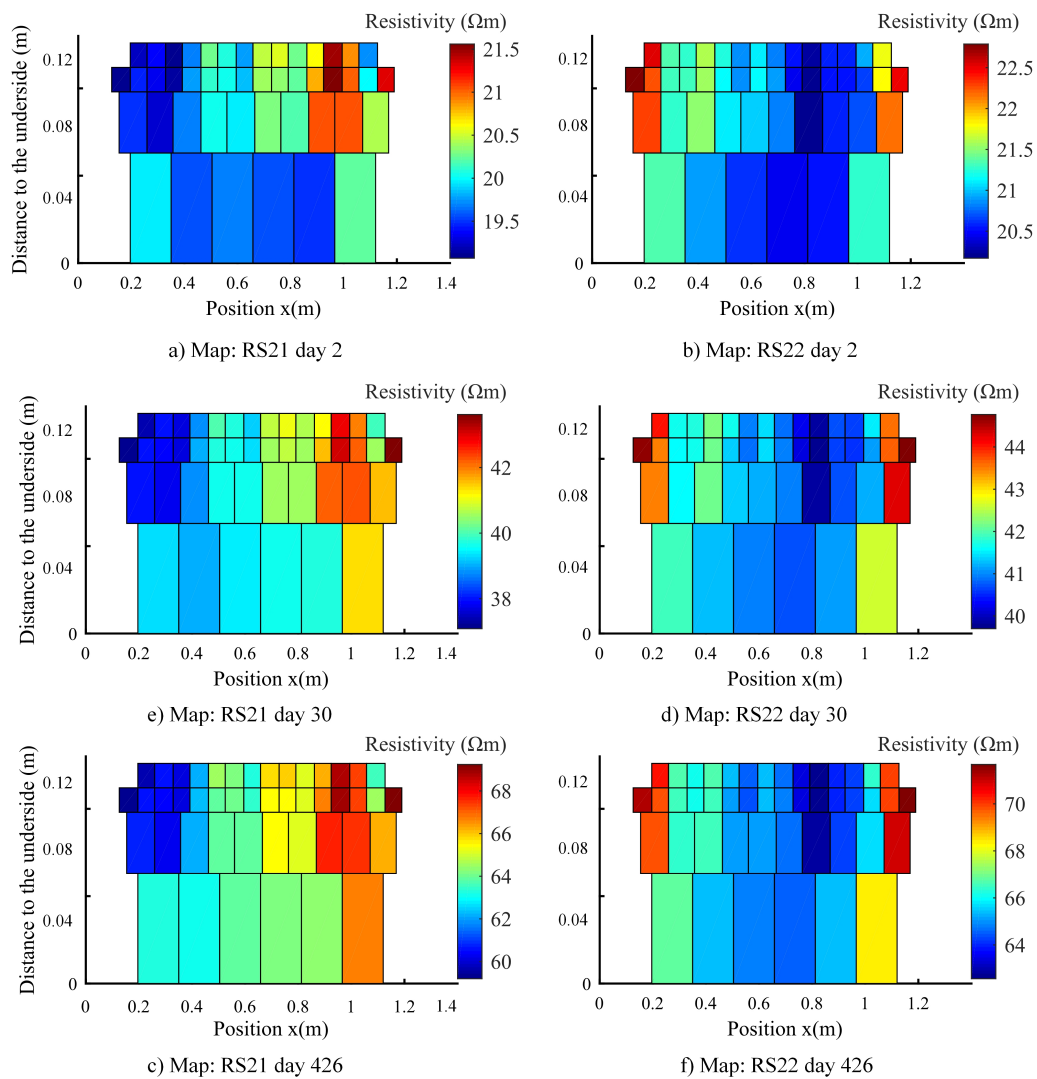 Resistivity (Ωm)
Distance to the underside (m)
0.12
0.08
0.04
0
0 0.2 0.4 0.6 0.8 1 1.2 1.4
Position x(m)
21.5
21
20.5
20
19.5
a) Map: RS21 day 2
Resistivity (Ωm)
0.12
0.08
0.04
0
0 0.2 0.4 0.6 0.8 1 1.2
Position x(m)
22.5
22
21.5
21
20.5
b) Map: RS22 day 2
Resistivity (Ωm)
Distance to the underside (m)
0.12
0.08
0.04
0
0 0.2 0.4 0.6 0.8 1 1.2 1.4
Position x(m)
42
40
38
e) Map: RS21 day 30
Resistivity (Ωm)
0.12
0.08
0.04
0
0 0.2 0.4 0.6 0.8 1 1.2
Position x(m)
44
43
42
41
40
d) Map: RS22 day 30
Resistivity (Ωm)
Distance to the underside (m)
0.12
0.08
0.04
0
0 0.2 0.4 0.6 0.8 1 1.2 1.4
Position x(m)
68
66
64
62
60
c) Map: RS21 day 426
Resistivity (Ωm)
0.12
0.08
0.04
0
0 0.2 0.4 0.6 0.8 1 1.2
Position x(m)
70
68
66
64
f) Map: RS22 day 426